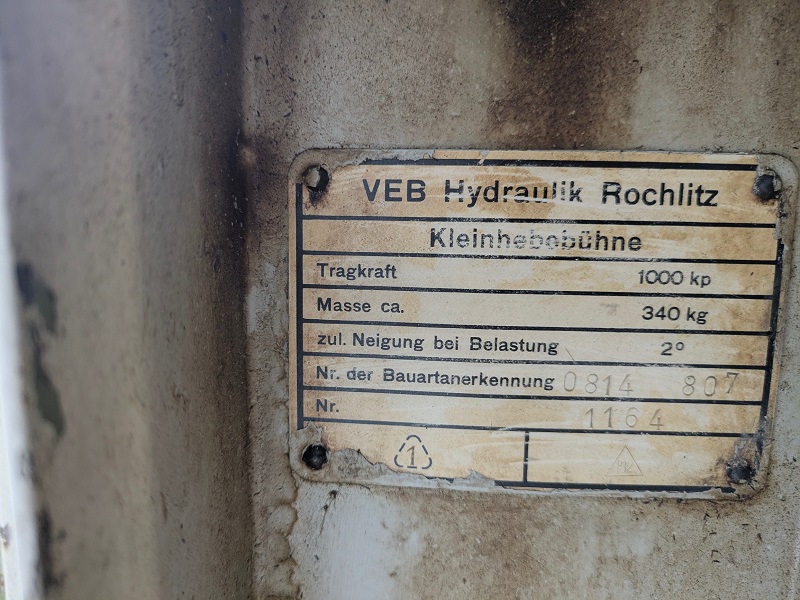 VEB Hydraulik Rochlitz
Kleinhebebühne
Tragkraft 1000 kp
Masse ca. 340 kg
zul. Neigung bei Belastung 2°
Nr. der Bauartanerkennung 0814 807
Nr. 1164
1